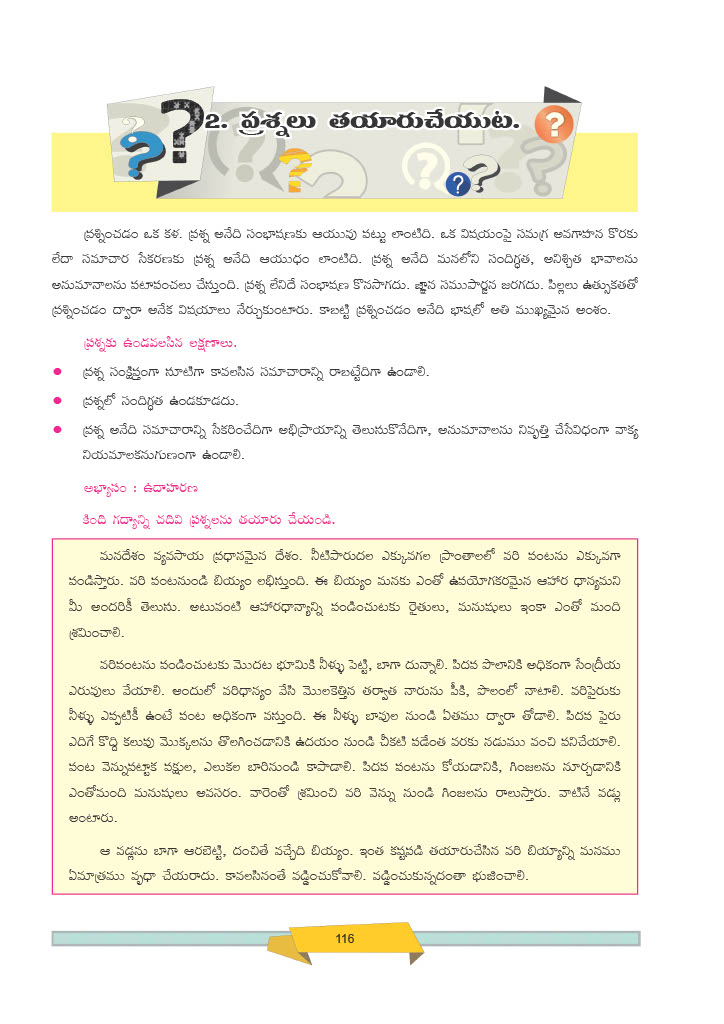 2. ప్రశ్నలు తయారుచేయుట.
ప్రశ్నించడం ఒక కళ. ప్రశ్న అనేది సంభాషణకు ఆయువు పట్టు లాంటిది. ఒక విషయంపై సమగ్ర అవగాహన కొరకు
లేదా సమాచార సేకరణకు ప్రశ్న అనేది ఆయుధం లాంటిది. ప్రశ్న అనేది మనలోని సందిగ్ధత, అనిశ్చిత భావాలను
అనుమానాలను పటాపంచలు చేస్తుంది. ప్రశ్న లేనిదే సంభాషణ కొనసాగదు. జ్ఞాన సముపార్జన జరగదు. పిల్లలు ఉత్సుకతతో
ప్రశ్నించడం ద్వారా అనేక విషయాలు నేర్చుకుంటారు. కాబట్టి ప్రశ్నించడం అనేది భాషలో అతి ముఖ్యమైన అంశం.
ప్రశ్నకు ఉండవలసిన లక్షణాలు.
● ప్రశ్న సంక్షిప్తంగా సూటిగా కావలసిన సమాచారాన్ని రాబట్టేదిగా ఉండాలి.
● ప్రశ్నలో సందిగ్ధత ఉండకూడదు.
● ప్రశ్న అనేది సమాచారాన్ని సేకరించేదిగా అభిప్రాయాన్ని తెలుసుకొనేదిగా, అనుమానాలను నివృత్తి చేసేవిధంగా వాక్య
నియమాలకనుగుణంగా ఉండాలి.
అభ్యాసం : ఉదాహరణ
కింది గద్యాన్ని చదివి ప్రశ్నలను తయారు చేయండి.
మనదేశం వ్యవసాయ ప్రధానమైన దేశం. నీటిపారుదల ఎక్కువగల ప్రాంతాలలో వరి పంటను ఎక్కువగా
పండిస్తారు. వరి పంటనుండి బియ్యం లభిస్తుంది. ఈ బియ్యం మనకు ఎంతో ఉపయోగకరమైన ఆహార ధాన్యమని
మీ అందరికీ తెలుసు. అటువంటి ఆహారధాన్యాన్ని పండించుటకు రైతులు, మనుషులు ఇంకా ఎంతో మంది
శ్రమించాలి.
వరిపంటను పండించుటకు మొదట భూమికి నీళ్ళు పెట్టి, బాగా దున్నాలి. పిదప పొలానికి అధికంగా సేంద్రీయ
ఎరువులు వేయాలి. అందులో వరిధాన్యం వేసి మొలకెత్తిన తర్వాత నారును పీకి, పొలంలో నాటాలి. వరిపైరుకు
నీళ్ళు ఎప్పటికీ ఉంటే పంట అధికంగా వస్తుంది. ఈ నీళ్ళు బావుల నుండి ఏతము ద్వారా తోడాలి. పిదప పైరు
ఎదిగే కొద్ది కలుపు మొక్కలను తొలగించడానికి ఉదయం నుండి చీకటి పడేంత వరకు నడుము వంచి పనిచేయాలి.
పంట వెన్నుపట్టాక పక్షుల, ఎలుకల బారినుండి కాపాడాలి. పిదప పంటను కోయడానికి, గింజలను నూర్చడానికి
ఎంతోమంది మనుషులు అవసరం. వారెంతో శ్రమించి వరి వెన్ను నుండి గింజలను రాలుస్తారు. వాటినే వడ్లు
అంటారు.
ఆ వడ్లను బాగా ఆరబెట్టి, దంచితే వచ్చేది బియ్యం. ఇంత కష్టపడి తయారుచేసిన వరి బియ్యాన్ని మనము
ఏమాత్రము వృధా చేయరాదు. కావలసినంతే వడ్డించుకోవాలి. వడ్డించుకున్నదంతా భుజించాలి.
116